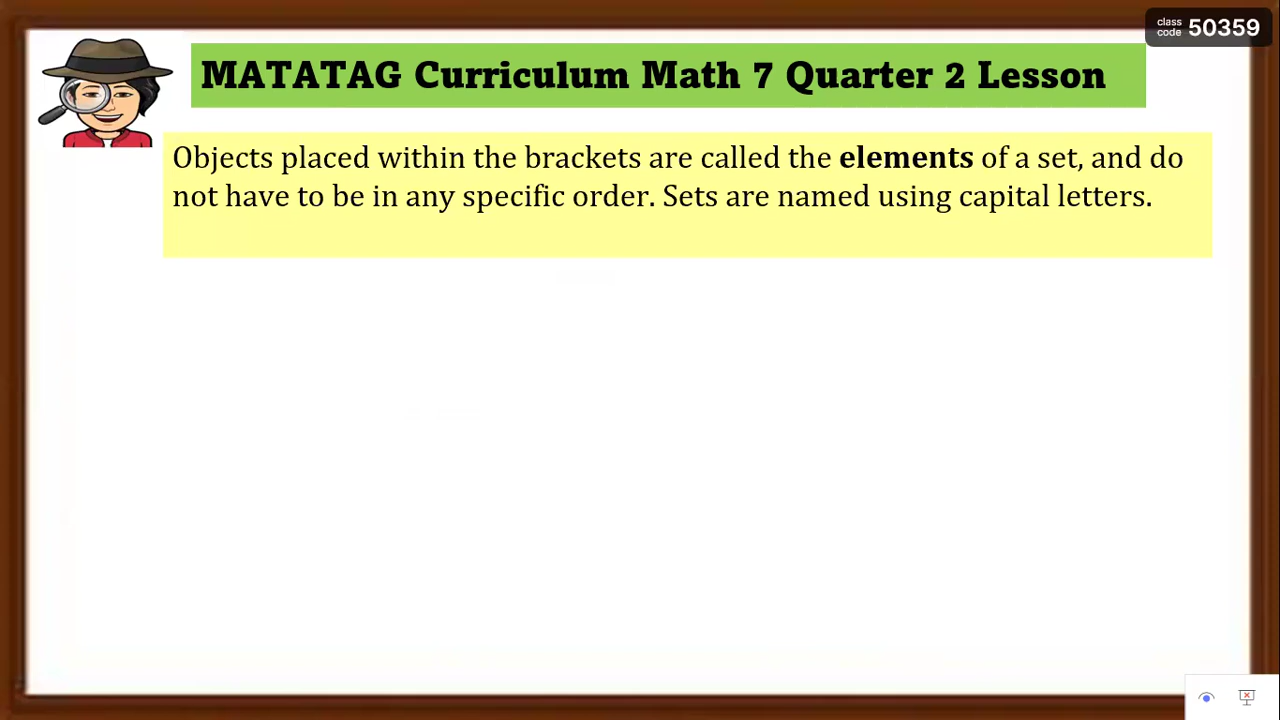 class
code 50359
MATATAG Curriculum Math 7 Quarter 2 Lesson
Objects placed within the brackets are called the elements of a set, and do
not have to be in any specific order. Sets are named using capital letters.